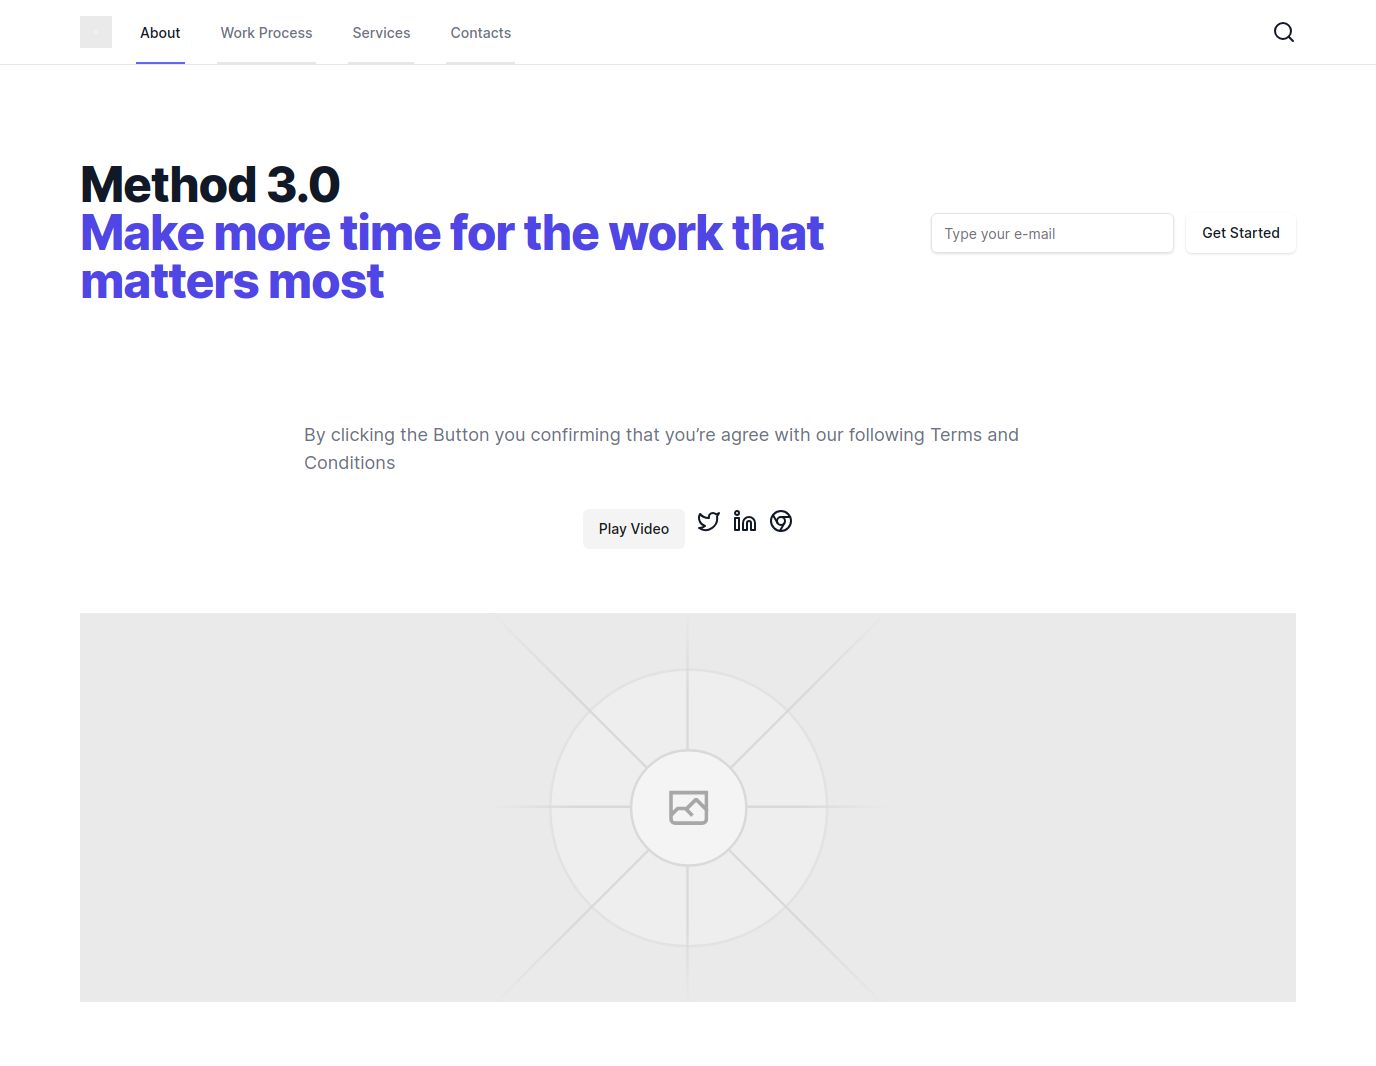 About Work Process Services Contacts
Method 3.0
Make more time for the work that
matters most
Type your e-mail Get Started
By clicking the Button you confirming that you’re agree with our following Terms and
Conditions
Play Video